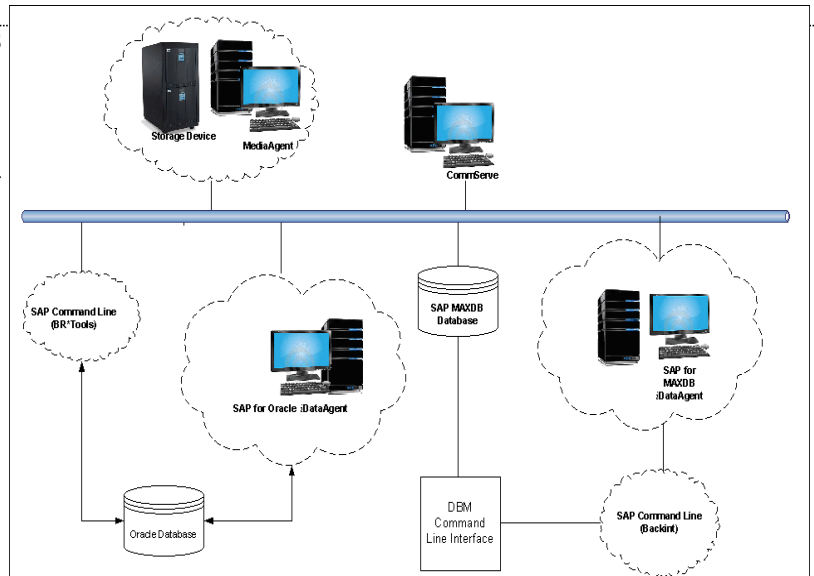 Storage Device
MediaAgent
CommServe
SAP Command Line
(BR*Tools)
SAP for Oracle iDataAgent
SAP MAXDB
Database
SAP for
MAXDB
iDataAgent
Oracle Database
DBM
Command
Line Interface
SAP Command Line
(Backint)